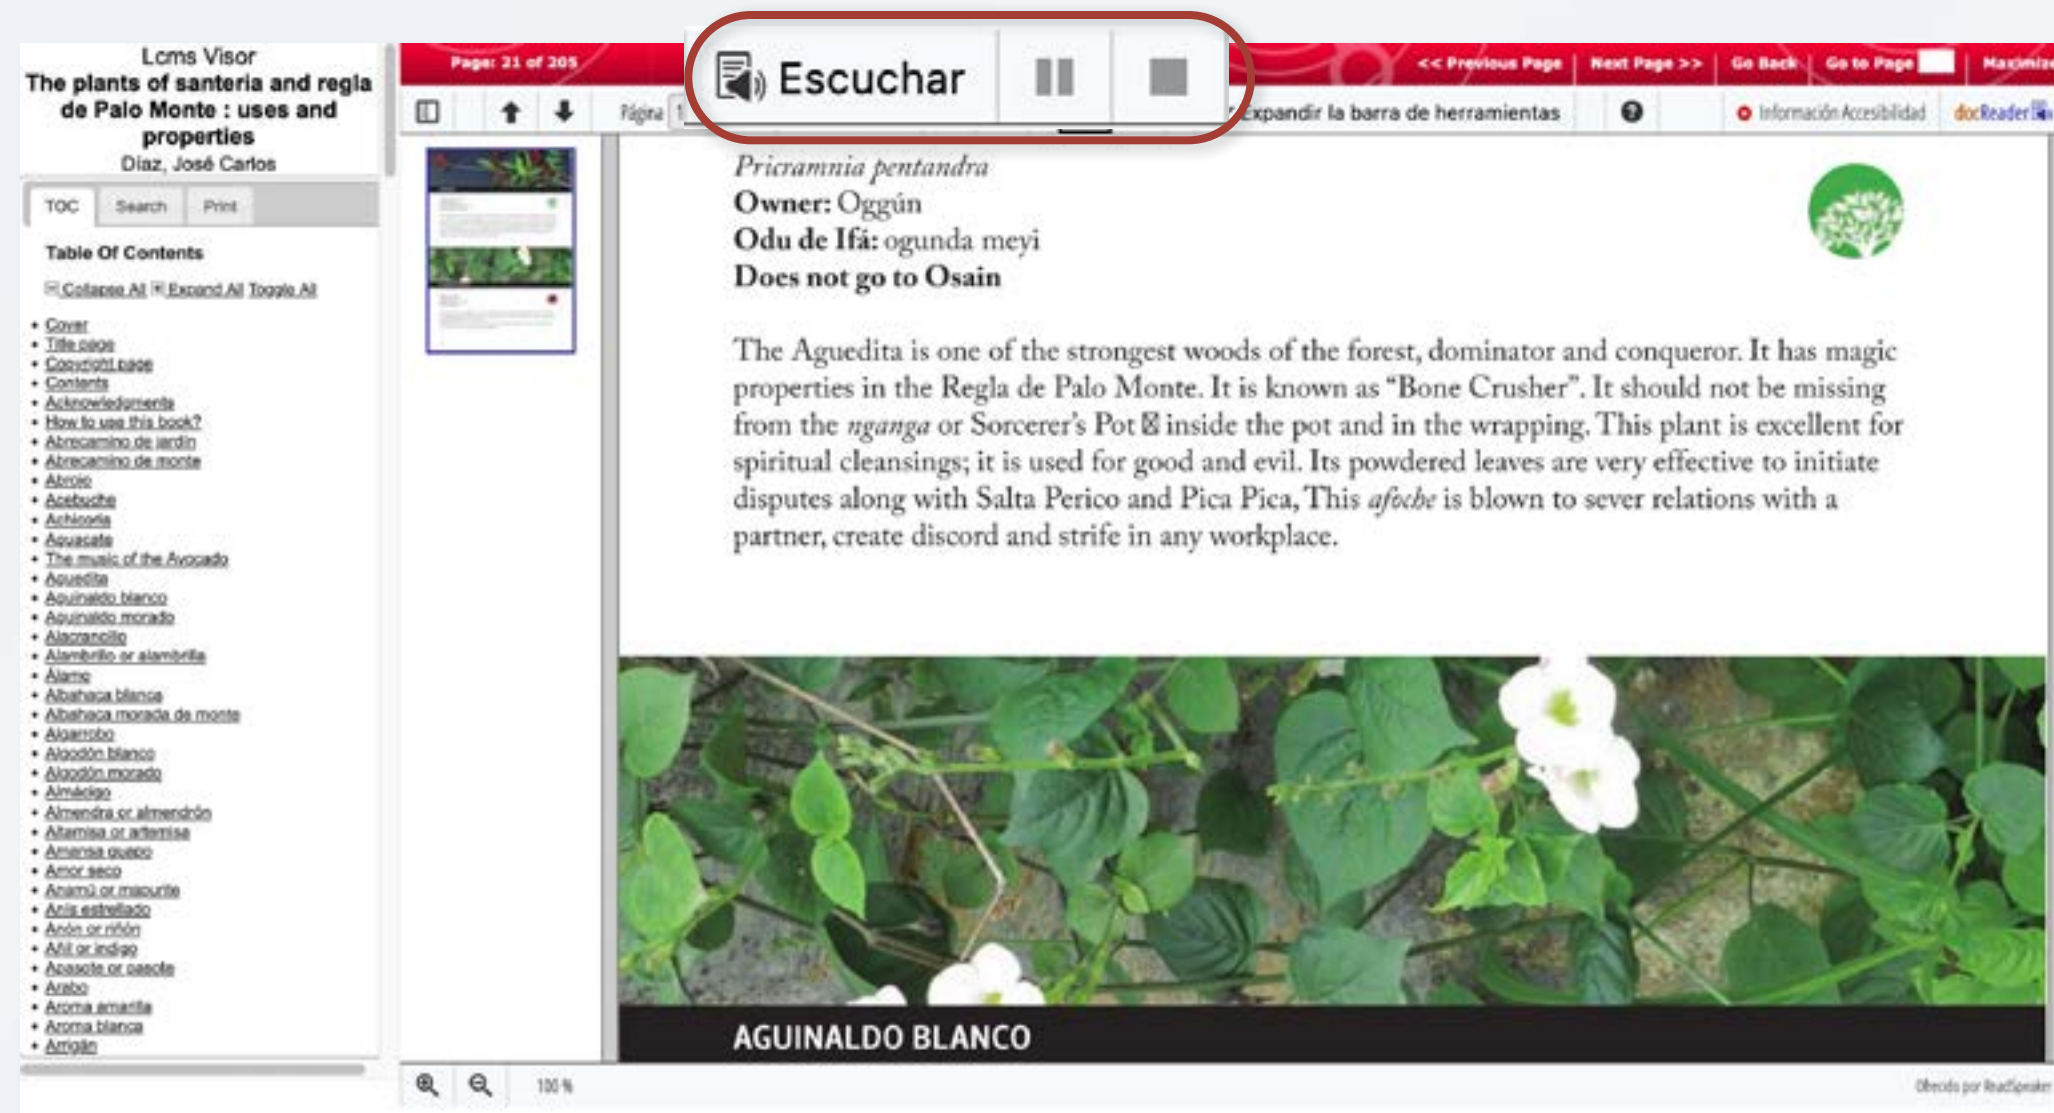 Lcms Visor
The plants of santeria and regla
de Palo Monte : uses and
properties
Díaz, José Carlos
TOC Search Print
Table Of Contents
Collapse All Expand All Toggle All
Cover
Title page
Copyright page
Contents
Acknowledgments
How to use this book?
Abrecamino de jardín
Abrecamino de monte
Abrojo
Acebuche
Achicoria
Aguacate
The music of the Avocado
Aguedita
Aguinaldo blanco
Aguinaldo morado
Alacrancillo
Alambrillo or alambrilla
Álamo
Albahaca blanca
Albahaca morada de monte
Algarrobo
Algodón blanco
Algodón morado
Almácigo
Almendra or almendrón
Altamisa or artemisa
Amansa guapo
Amor seco
Anamú or mapurite
Anís estrellado
Anón or riñón
Añil or indigo
Apasote or pasote
Arabo
Aroma amarilla
Aroma blanca
Arrigán
Page: 21 of 205
<< Previous Page Next Page >> Go Back Go to Page Maximize
Página 1
Escuchar
Expandir la barra de herramientas
Información Accesibilidad docReader
Pricramnia pentandra
Owner: Oggún
Odu de Ifá: ogunda meyi
Does not go to Osain
The Aguedita is one of the strongest woods of the forest, dominator and conqueror. It has magic
properties in the Regla de Palo Monte. It is known as “Bone Crusher”. It should not be missing
from the nganga or Sorcerer’s Pot inside the pot and in the wrapping. This plant is excellent for
spiritual cleansings; it is used for good and evil. Its powdered leaves are very effective to initiate
disputes along with Salta Perico and Pica Pica, This afoche is blown to sever relations with a
partner, create discord and strife in any workplace.
AGUINALDO BLANCO
100 %
Ofrecido por ReadSpeaker